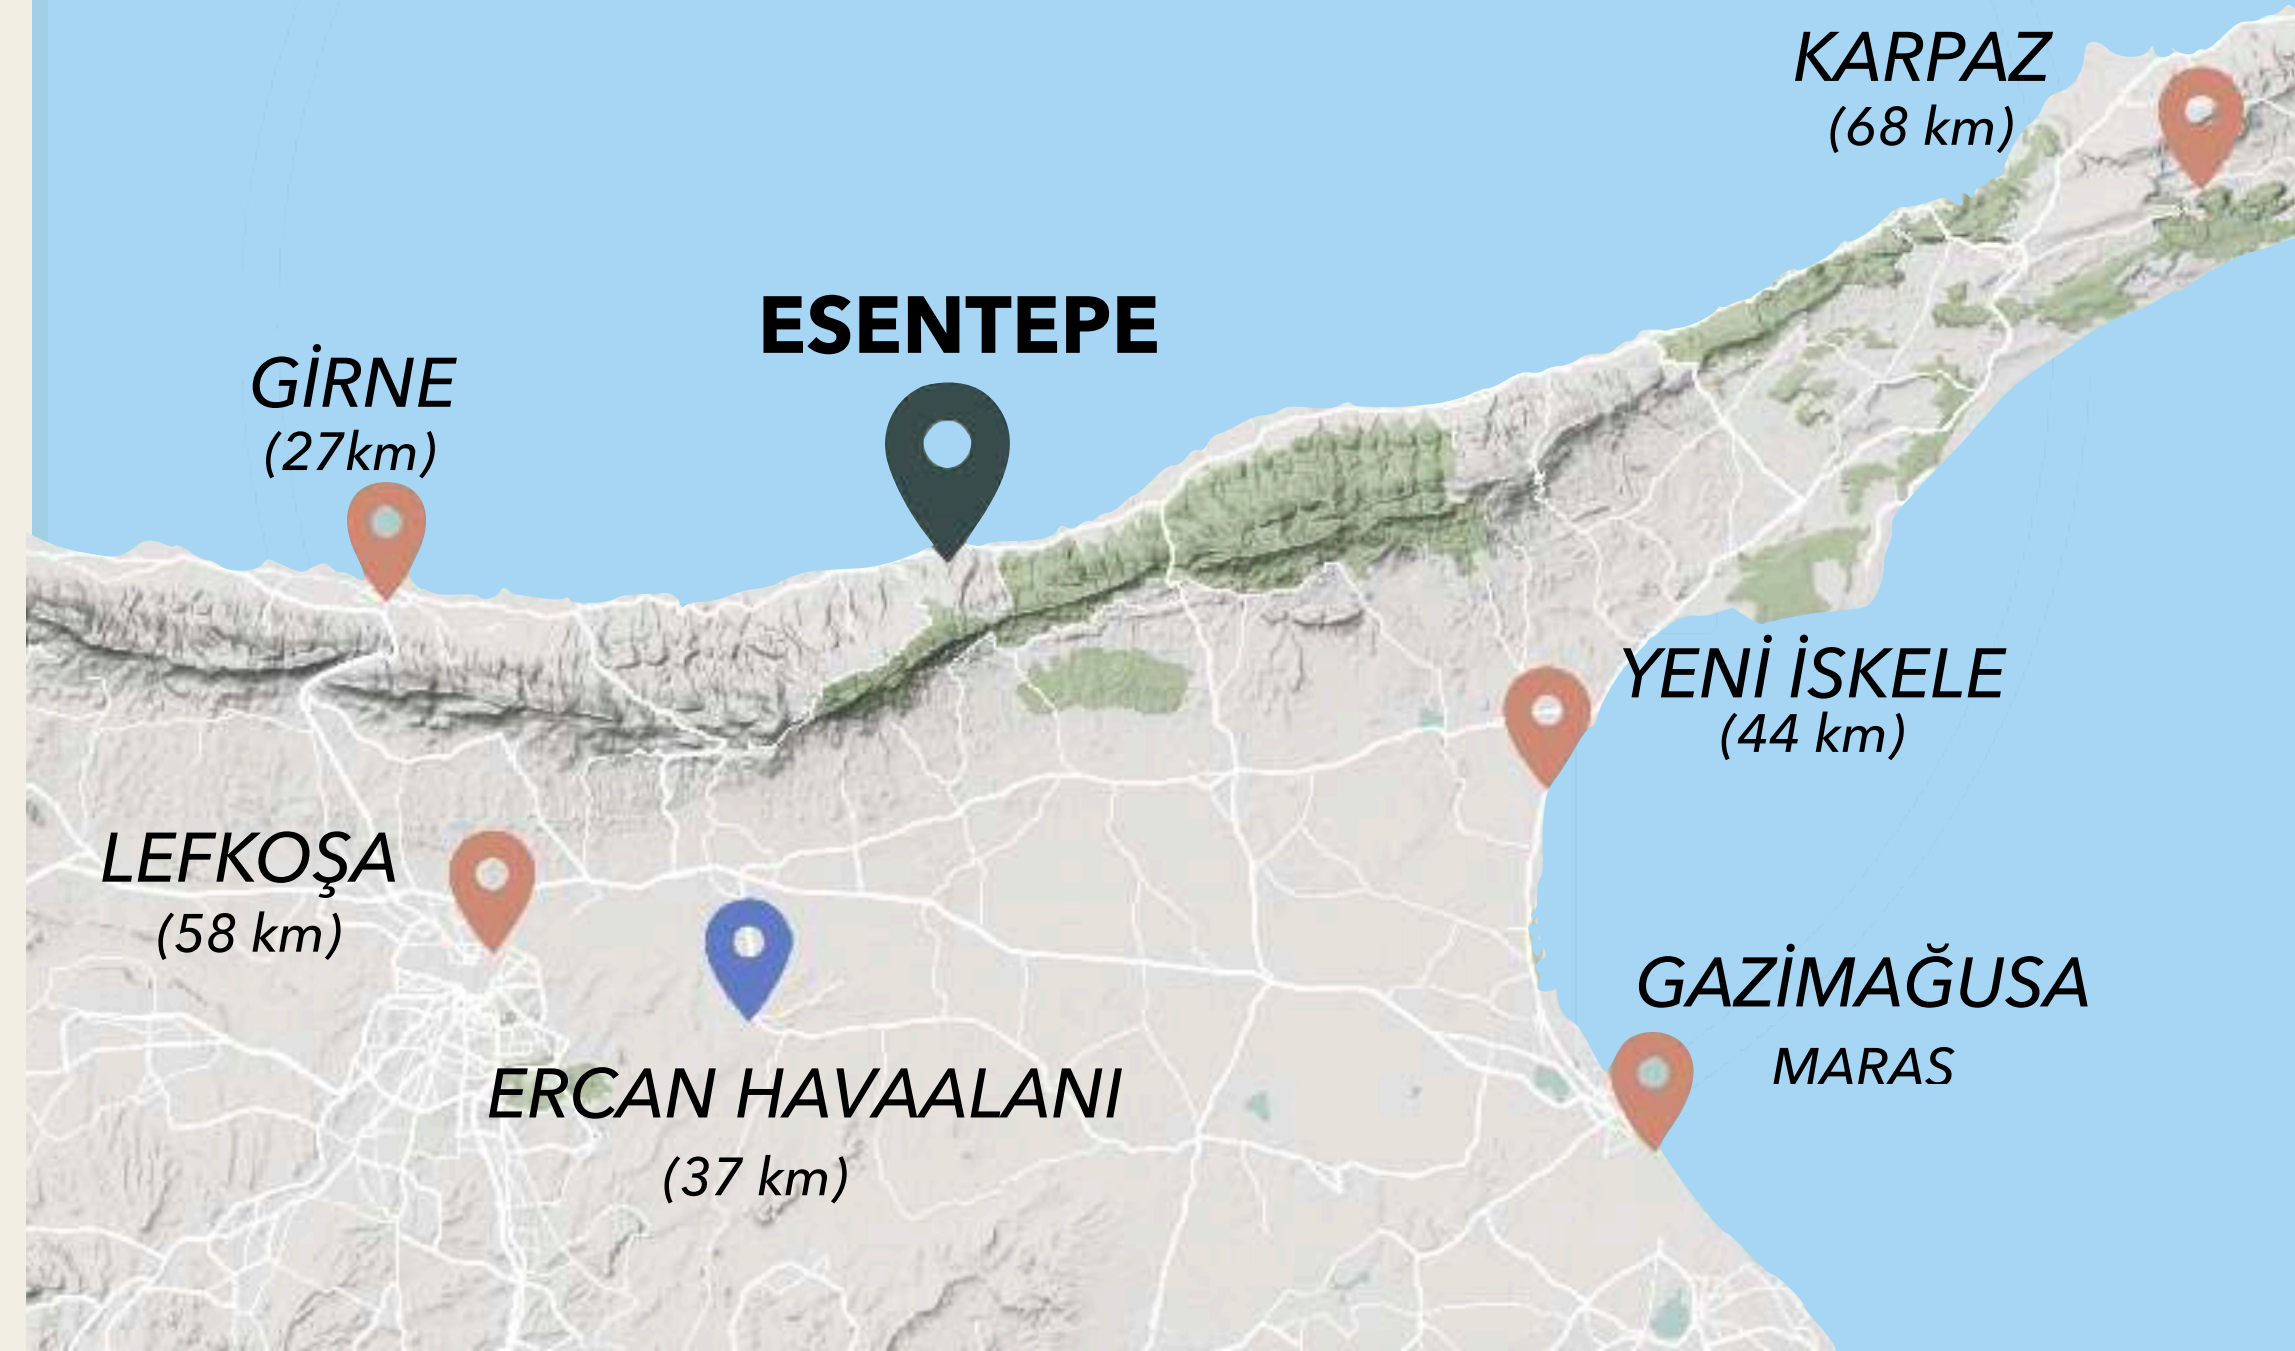 KARPAZ
(68 km)
ESENTEPE
GİRNE
(27km)
YENİ İSKELE
(44 km)
LEFKOŞA
(58 km)
GAZİMAĞUSA
MARAS
ERCAN HAVAALANI
(37 km)